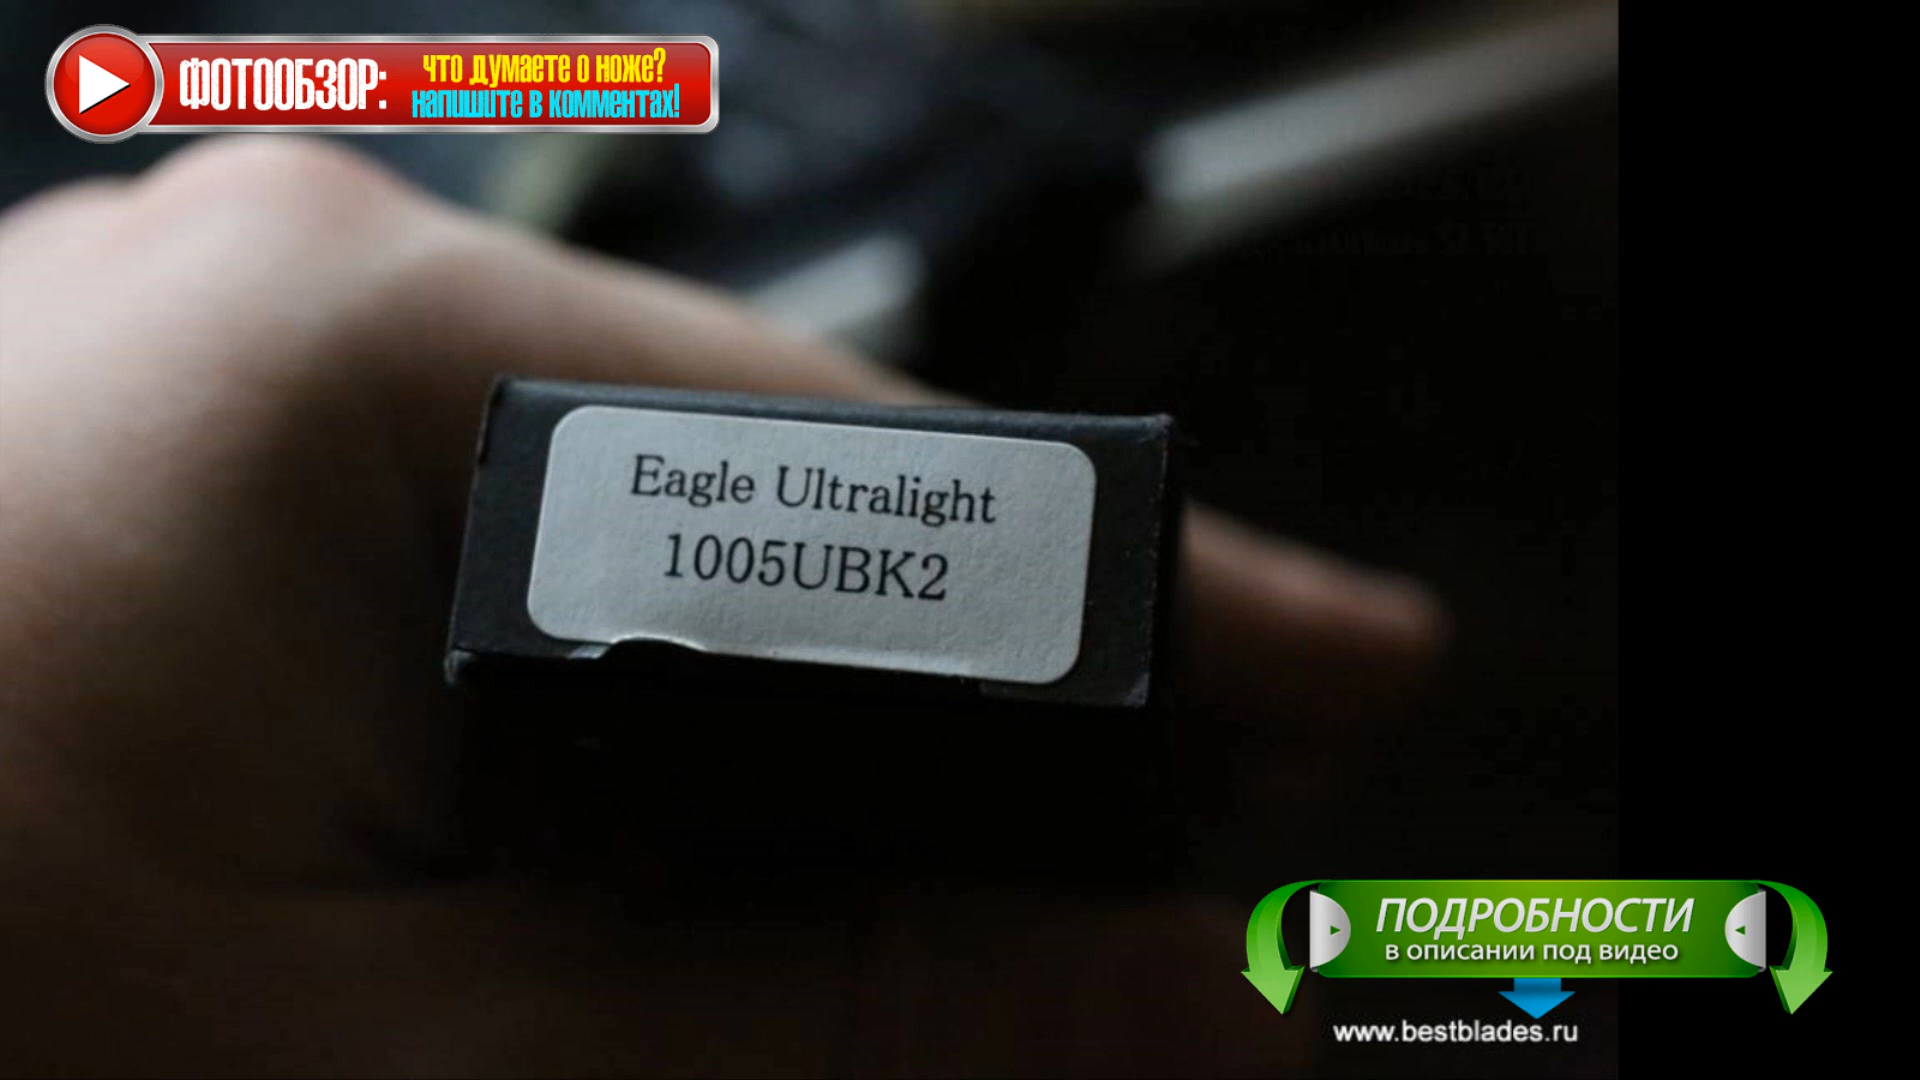 ФОТООБЗОР:
что думаете о ноже?
напишите в комментах!
Eagle Ultralight
1005UBK2
ПОДРОБНОСТИ
в описании под видео
www.bestblades.ru